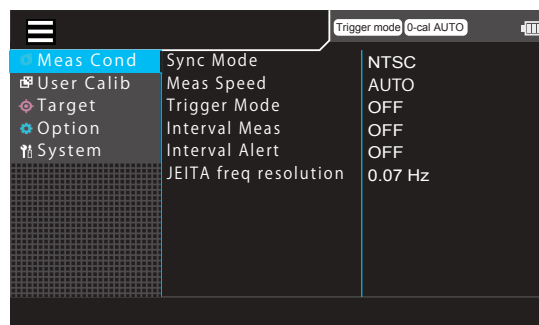 Trigger mode 0-cal AUTO
Meas Cond
User Calib
Target
Option
System
Sync Mode NTSC
Meas Speed AUTO
Trigger Mode OFF
Interval Meas OFF
Interval Alert OFF
JEITA freq resolution 0.07 Hz